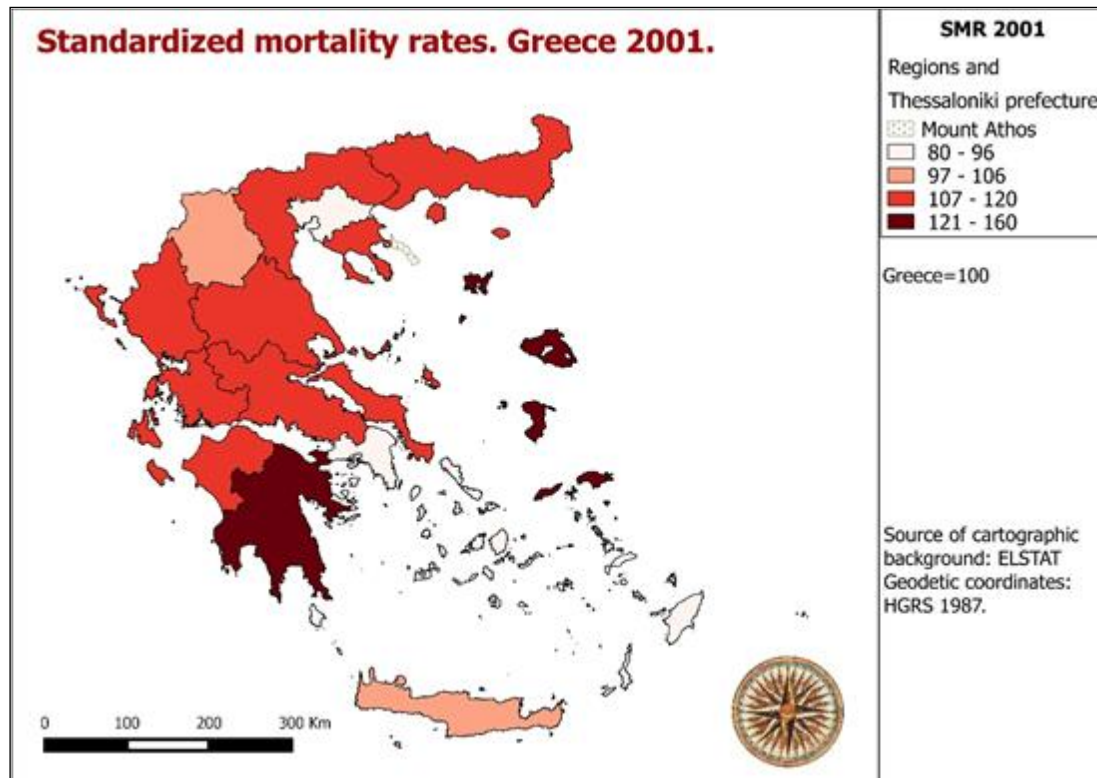 Standardized mortality rates. Greece 2001.
SMR 2001
Regions and
Thessaloniki prefecture
Mount Athos
80 - 96
97 - 106
107 - 120
121 - 160
Greece=100
Source of cartographic
background: ELSTAT
Geodetic coordinates:
HGRS 1987.
0 100 200 300 Km